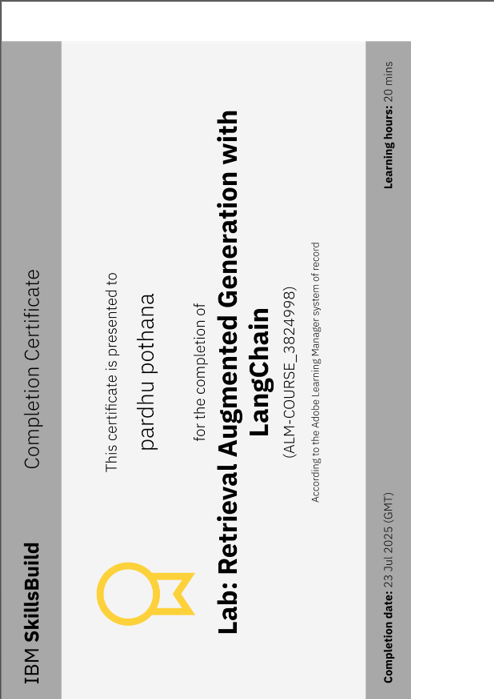 IBM SkillsBuild Completion Certificate
This certificate is presented to
pardhu pothana
for the completion of
Lab: Retrieval Augmented Generation with
LangChain
(ALM-COURSE_3824998)
According to the Adobe Learning Manager system of record
Completion date: 23 Jul 2025 (GMT) Learning hours: 20 mins